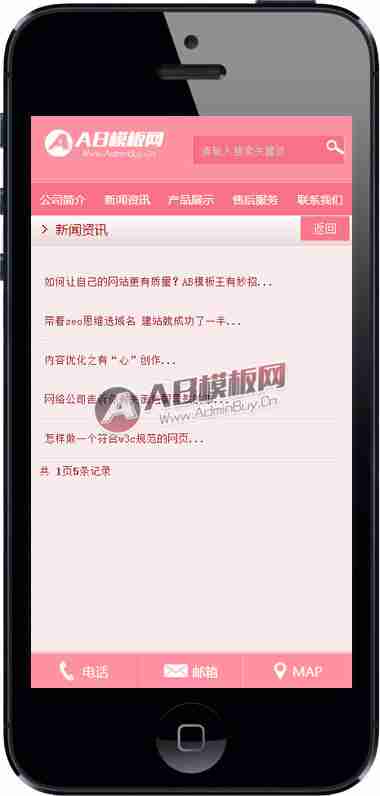 AB模板网
Www.AdminBuy.Cn
请输入搜索关键词
公司简介 新闻资讯 产品展示 售后服务 联系我们
新闻资讯 返回
如何让自己的网站更有质量？AB模板王有妙招...
带着seo思维选域名 建站就成功了一半...
内容优化之有“心”创作...
AB模板网
网络公司
Www.AdminBuy.Cn
怎样做一个符合w3c规范的网页...
共 1页5条记录
电话 邮箱 MAP